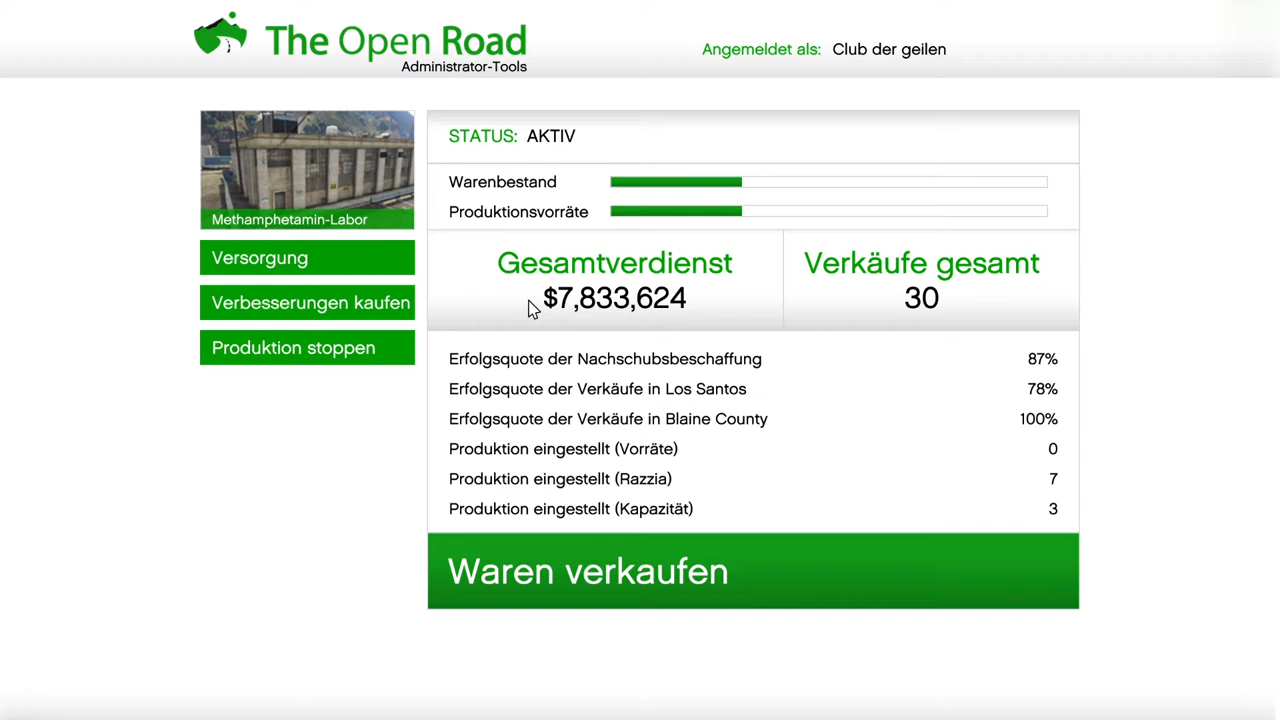 The Open Road
Administrator-Tools
Angemeldet als: Club der geilen
Methamphetamin-Labor
Versorgung
Verbesserungen kaufen
Produktion stoppen
STATUS: AKTIV
Warenbestand
Produktionsvorräte
Gesamtverdienst
$7,833,624
Verkäufe gesamt
30
Erfolgsquote der Nachschubsbeschaffung 87%
Erfolgsquote der Verkäufe in Los Santos 78%
Erfolgsquote der Verkäufe in Blaine County 100%
Produktion eingestellt (Vorräte) 0
Produktion eingestellt (Razzia) 7
Produktion eingestellt (Kapazität) 3
Waren verkaufen